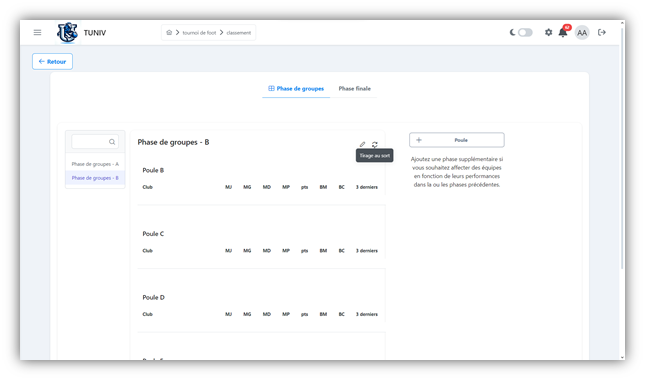 TUNIV
tournoi de foot
classement
AA
Retour
Phase de groupes
Phase finale
Phase de groupes - A
Phase de groupes - B
Phase de groupes - B
Tirage au sort
Poule B
Club MJ MG MD MP pts BM BC 3 derniers
Poule C
Club MJ MG MD MP pts BM BC 3 derniers
Poule D
Club MJ MG MD MP pts BM BC 3 derniers
Poule
Ajoutez une phase supplémentaire si
vous souhaitez affecter des équipes
en fonction de leurs performances
dans la ou les phases précédentes.